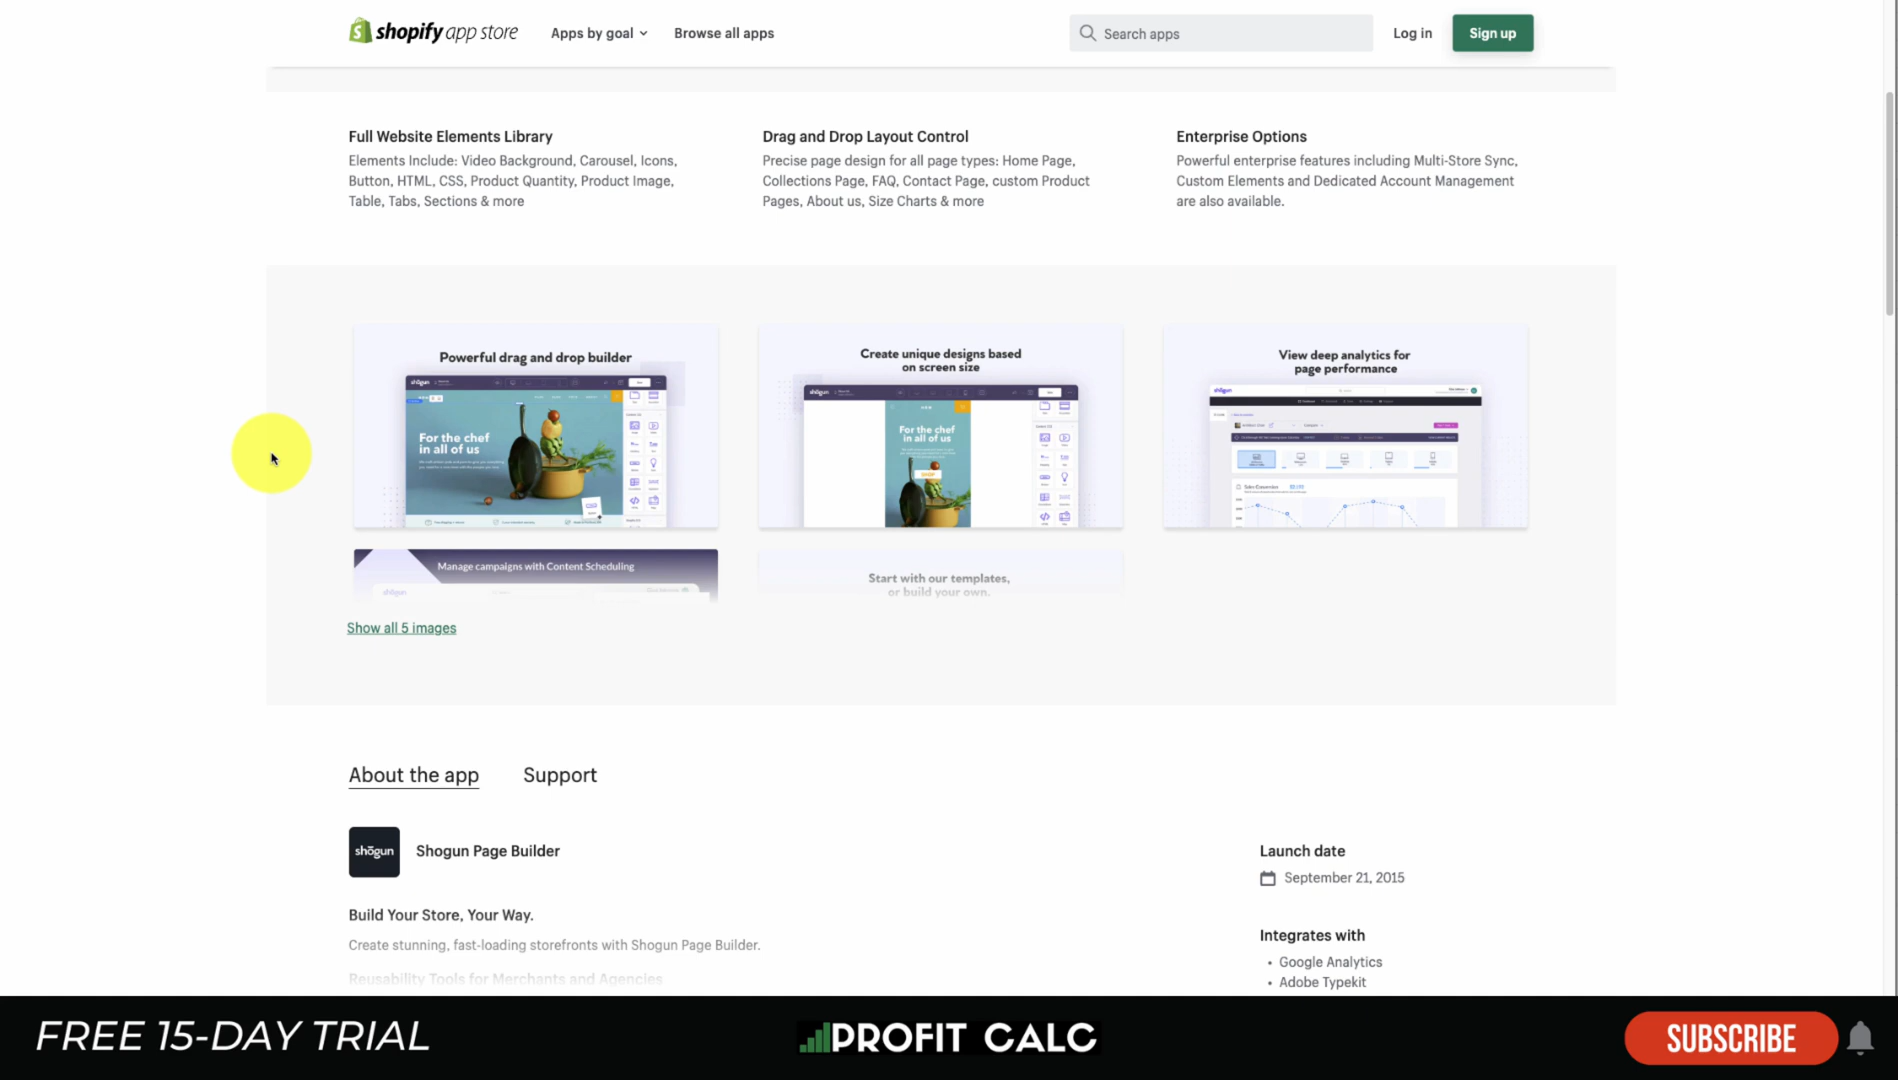 shopify app store
Apps by goal
Browse all apps
Search apps
Log in
Sign up
Full Website Elements Library
Elements Include: Video Background, Carousel, Icons,
Button, HTML, CSS, Product Quantity, Product Image,
Table, Tabs, Sections & more
Drag and Drop Layout Control
Precise page design for all page types: Home Page,
Collections Page, FAQ, Contact Page, custom Product
Pages, About us, Size Charts & more
Enterprise Options
Powerful enterprise features including Multi-Store Sync,
Custom Elements and Dedicated Account Management
are also available.
Powerful drag and drop builder
shōgun
For the chef
in all of us
Create unique designs based
on screen size
shōgun
For the chef
in all of us
View deep analytics for
page performance
shōgun
Sales Conversion
Manage campaigns with Content Scheduling
shōgun
Start with our templates,
or build your own.
Show all 5 images
About the app
Support
shōgun
Shogun Page Builder
Build Your Store, Your Way.
Create stunning, fast-loading storefronts with Shogun Page Builder.
Reusability Tools for Merchants and Agencies
Launch date
September 21, 2015
Integrates with
• Google Analytics
• Adobe Typekit
FREE 15-DAY TRIAL
PROFIT CALC
SUBSCRIBE